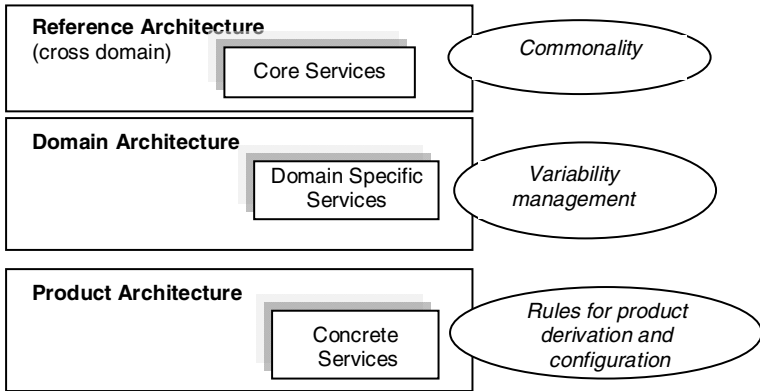 Reference Architecture
(cross domain)
Core Services
Commonality
Domain Architecture
Domain Specific
Services
Variability
management
Product Architecture
Concrete
Services
Rules for product
derivation and
configuration